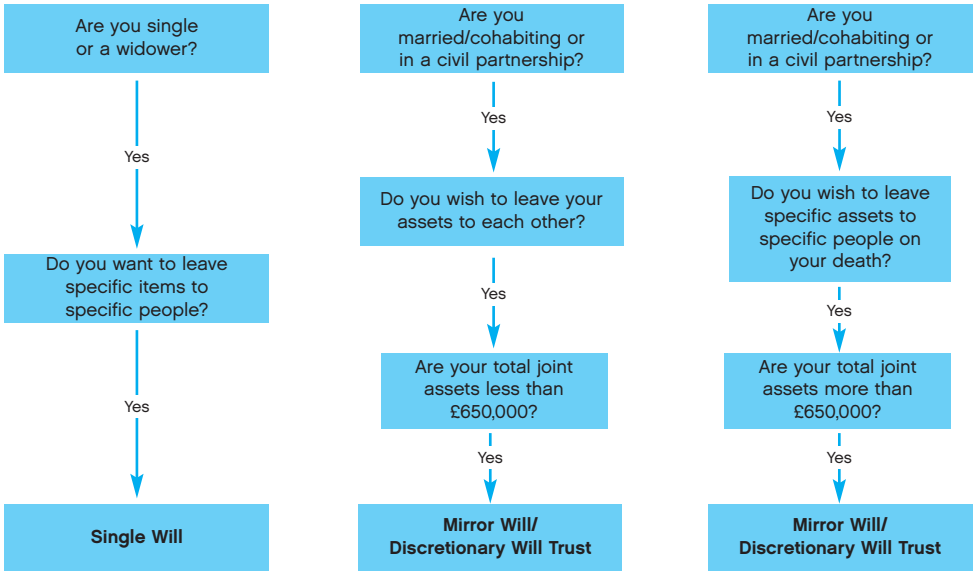 Are you single
or a widower?
Yes
Do you want to leave
specific items to
specific people?
Yes
Single Will
Are you
married/cohabiting or
in a civil partnership?
Yes
Do you wish to leave your
assets to each other?
Yes
Are your total joint
assets less than
£650,000?
Yes
Mirror Will/
Discretionary Will Trust
Are you
married/cohabiting or
in a civil partnership?
Yes
Do you wish to leave
specific assets to
specific people on
your death?
Yes
Are your total joint
assets more than
£650,000?
Yes
Mirror Will/
Discretionary Will Trust